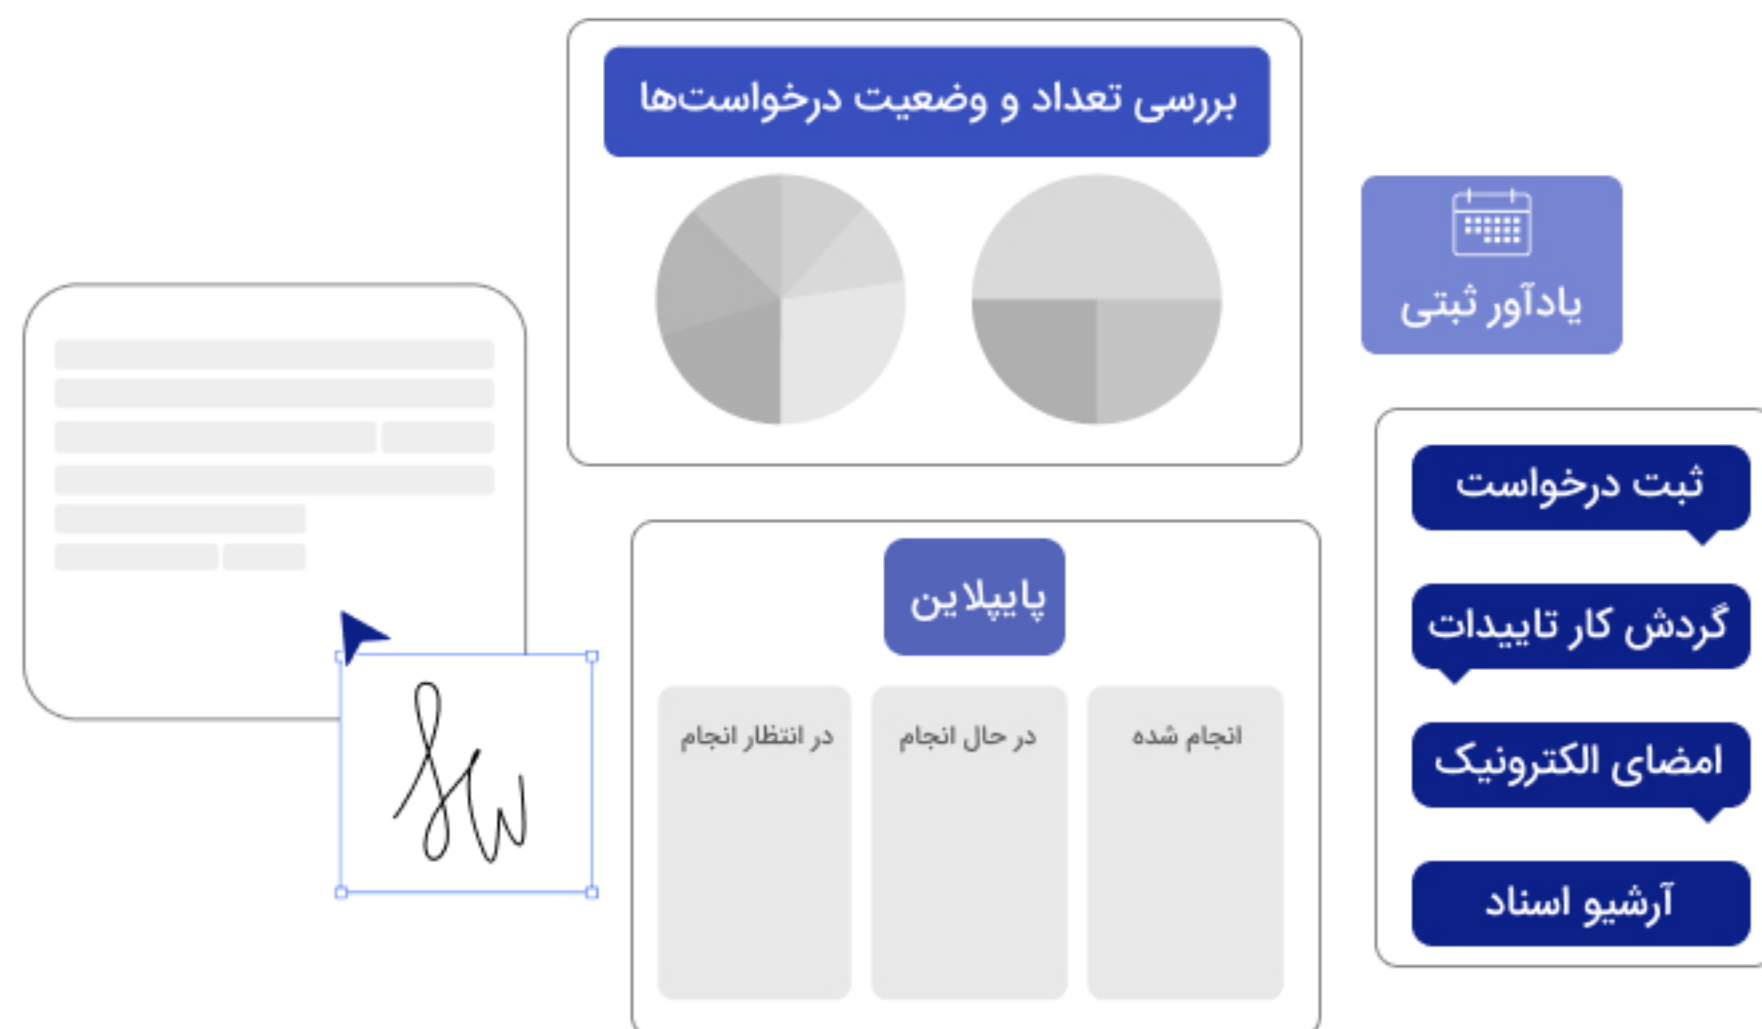 بررسی تعداد و وضعیت درخواست‌ها
یادآور ثبتی
ثبت درخواست
گردش کار تاییدات
امضای الکترونیک
آرشیو اسناد
پایپلاین
انجام شده
در حال انجام
در انتظار انجام